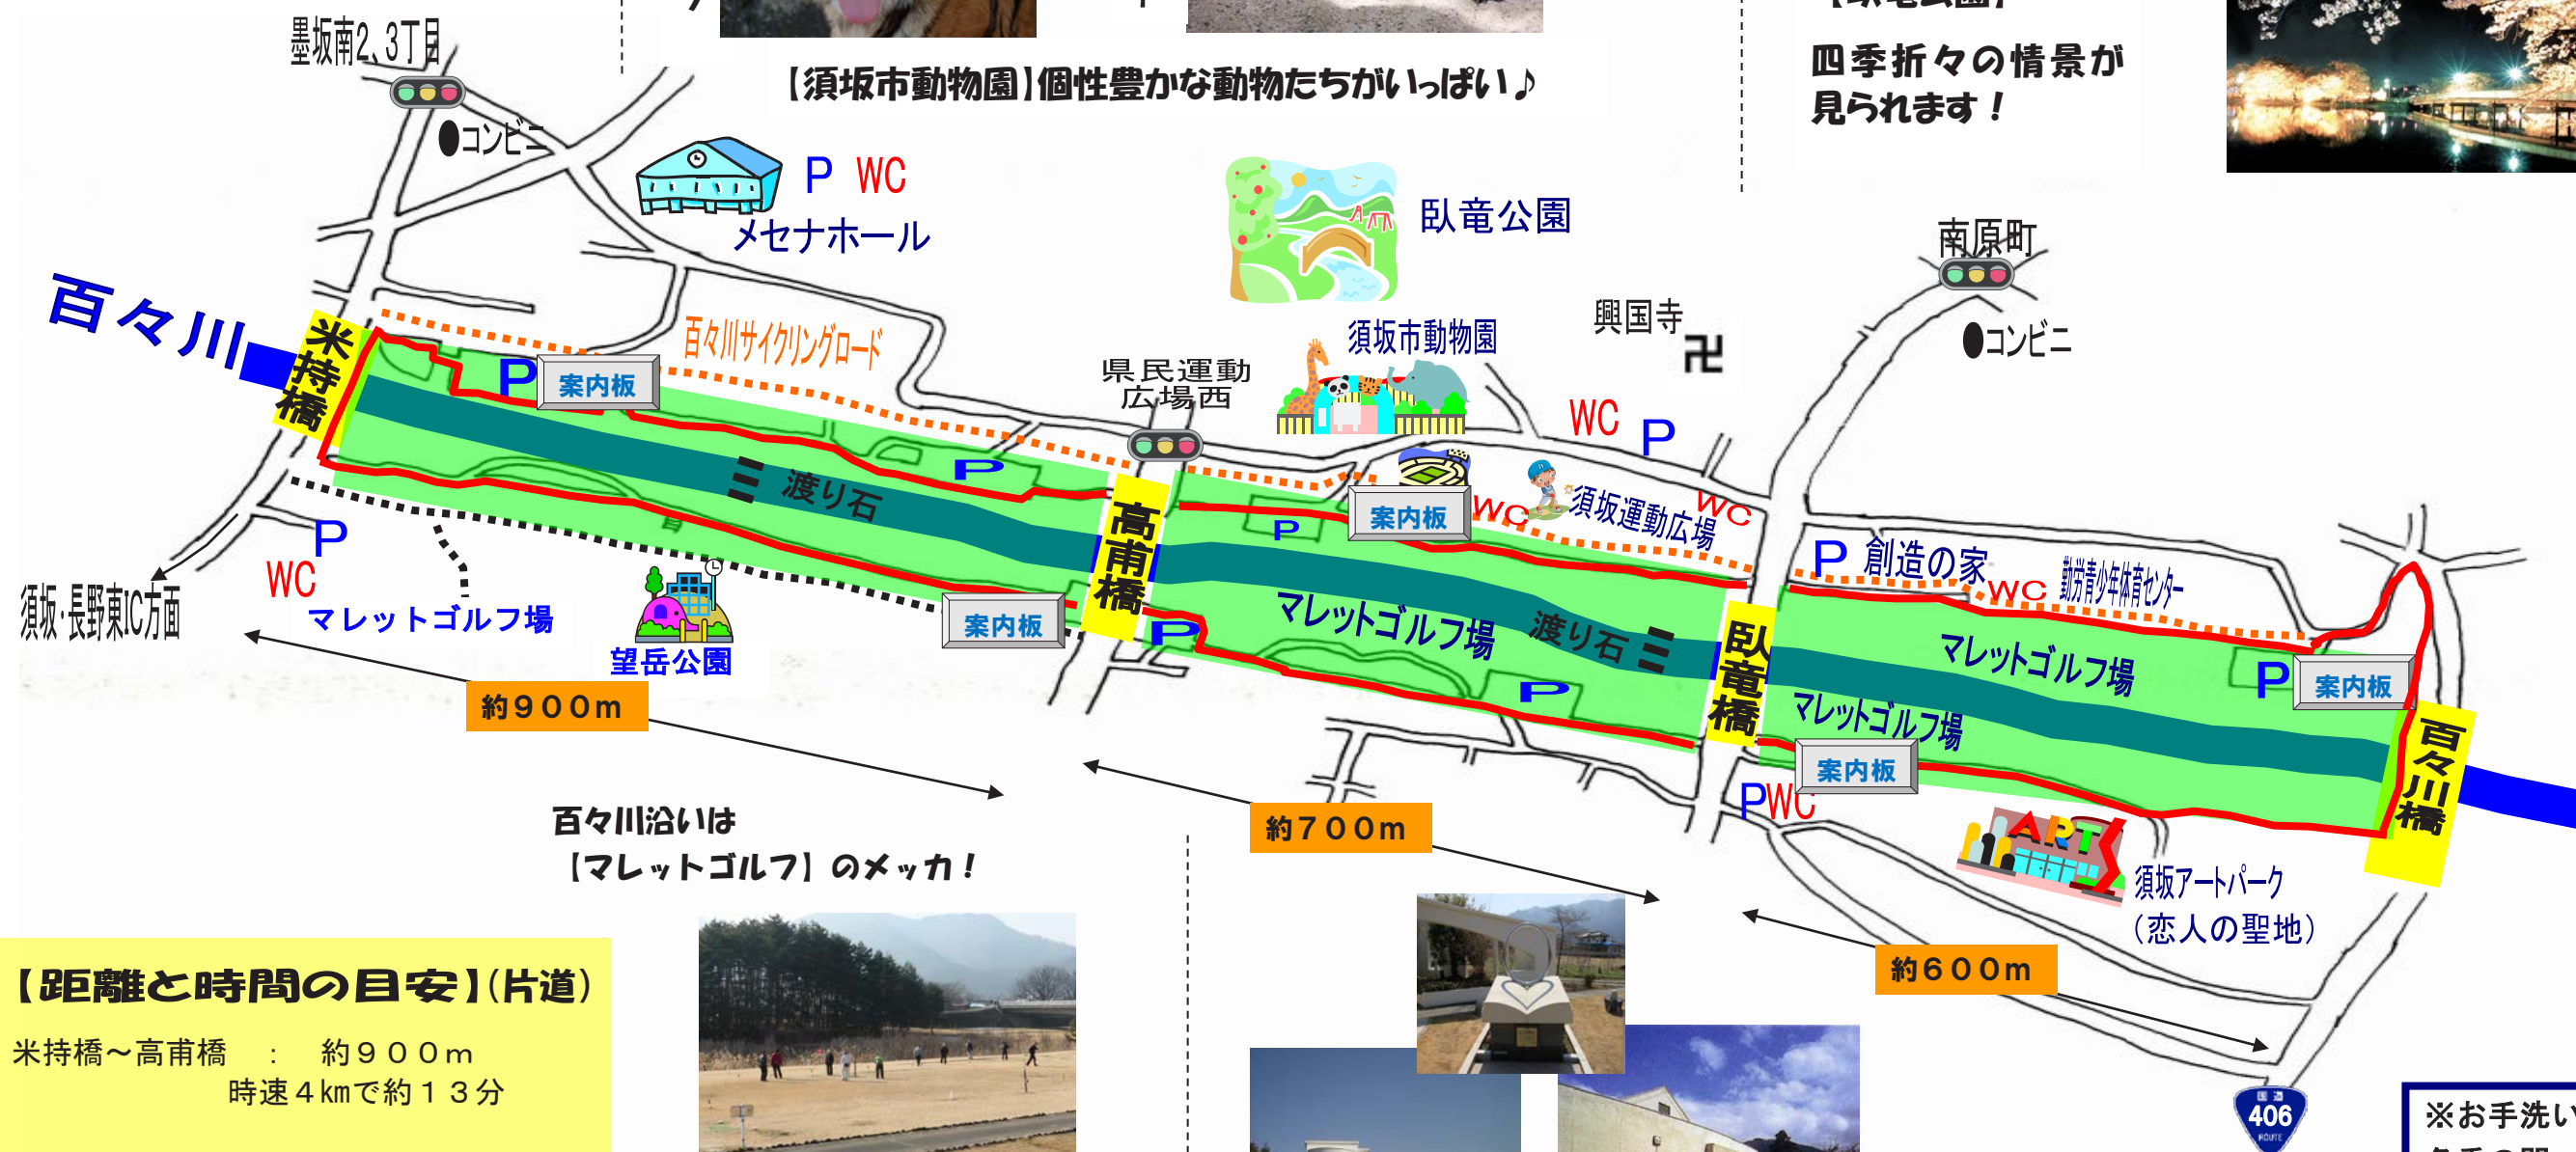 墨坂南2、3丁目
コンビニ
【須坂市動物園】個性豊かな動物たちがいっぱい♪
四季折々の情景が
見られます！
P WC
メセナホール
臥竜公園
南原町
コンビニ
百々川
米持橋
P
案内板
百々川サイクリングロード
県民運動
広場西
須坂市動物園
興国寺
卍
WC P
渡り石
P
高甫橋
P
案内板
WC
須坂運動広場
WC
P 創造の家
WC
勤労青少年体育センター
P
WC
マレットゴルフ場
須坂・長野東IC方面
望岳公園
案内板
P
マレットゴルフ場
渡り石
P
臥竜橋
マレットゴルフ場
マレットゴルフ場
P
案内板
百々川橋
案内板
PWC
ART
須坂アートパーク
（恋人の聖地）
約９００ｍ
約７００ｍ
約６００ｍ
百々川沿いは
【マレットゴルフ】のメッカ！
【距離と時間の目安】（片道）
米持橋～高甫橋　：　約９００ｍ
時速４㎞で約１３分
国道
406
ROUTE
※お手洗い